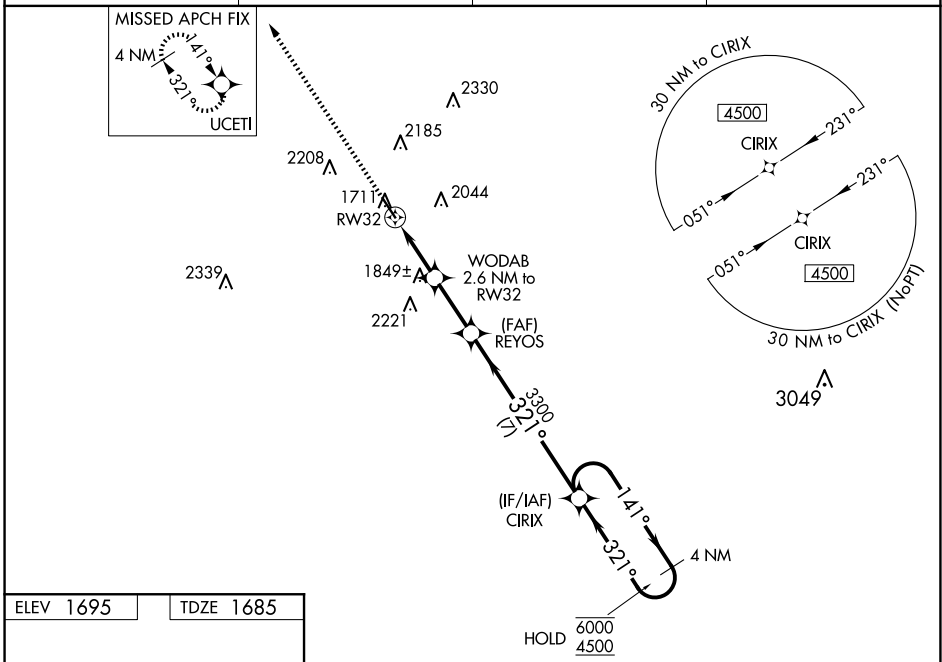 MISSED APCH FIX
4 NM
141°
321°
UCETI
2330
2185
2208
1711
RW32
2044
2339
1849±
WODAB
2.6 NM to
RW32
2221
(FAF)
REYOS
3300
321°
(7)
(IF/IAF)
CIRIX
141°
321°
4 NM
HOLD
6000
4500
30 NM to CIRIX
4500
CIRIX
231°
051°
231°
CIRIX
051°
4500
30 NM to CIRIX (NoPT)
3049
ELEV 1695
TDZE 1685